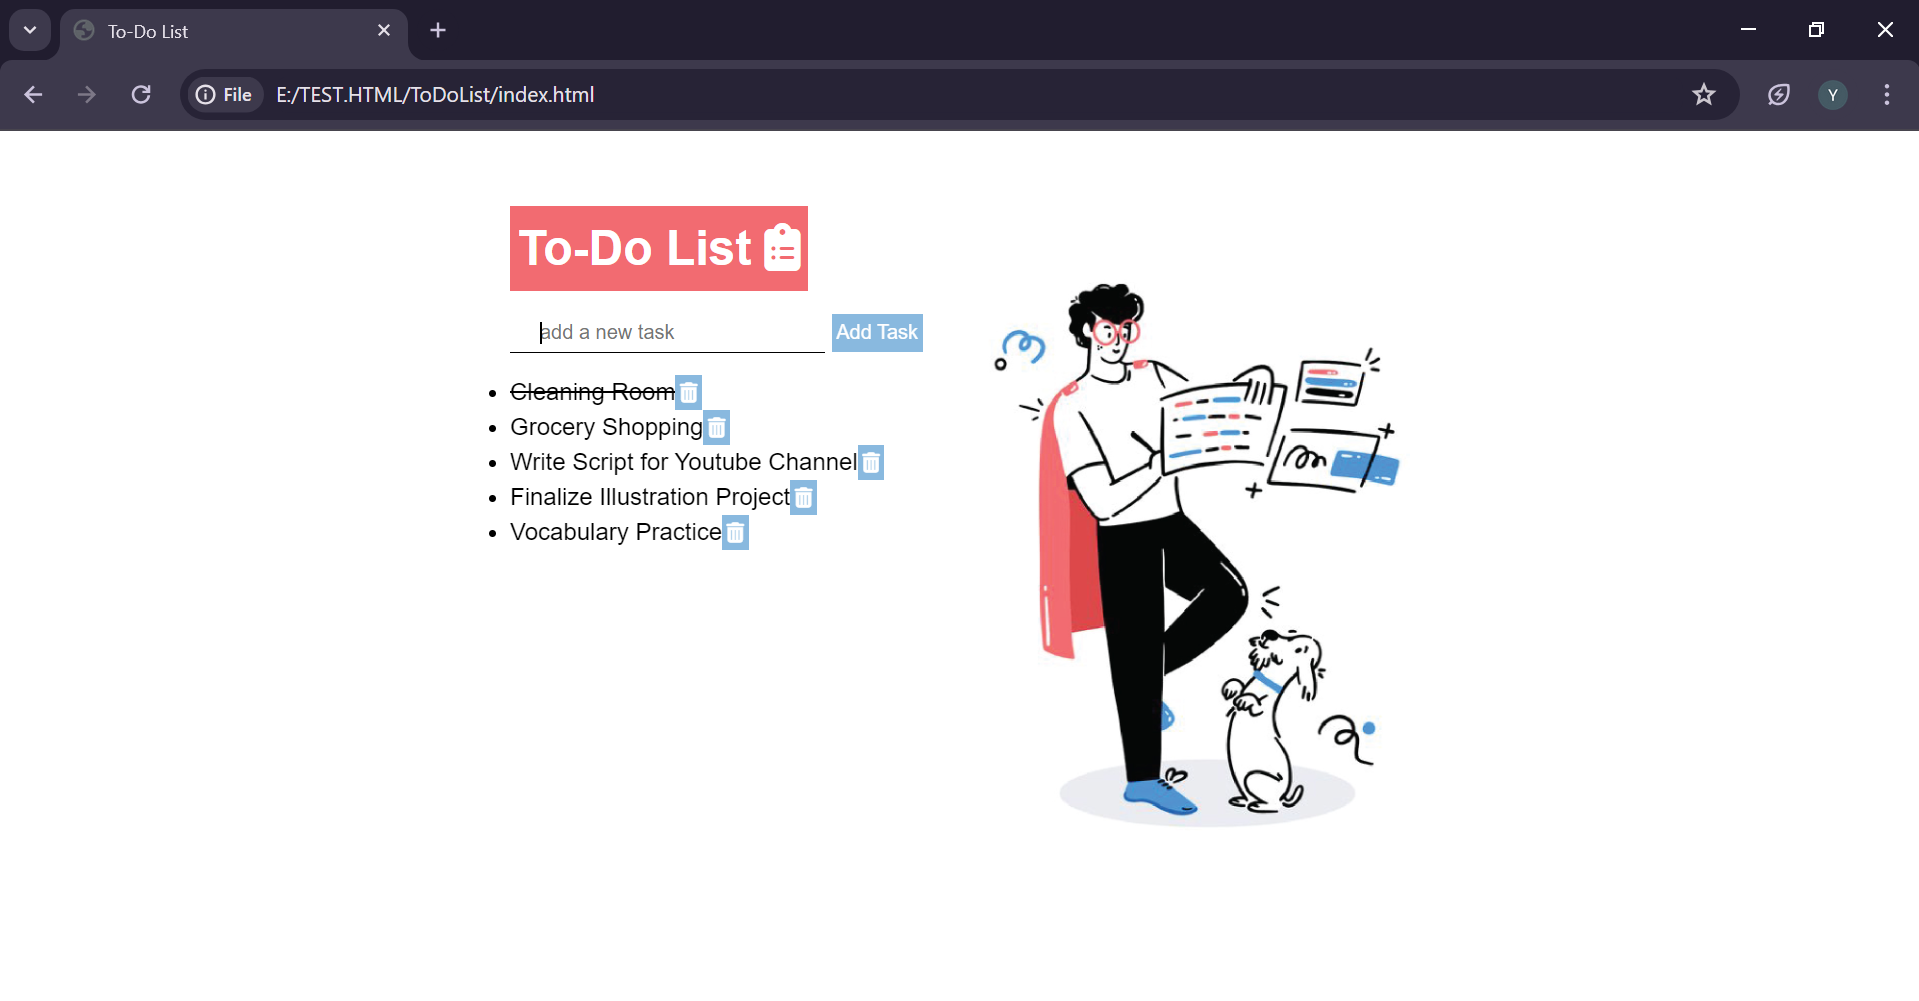 To-Do List
File E:/TEST.HTML/ToDoList/index.html
Y
To-Do List
add a new task
Add Task
Cleaning Room
Grocery Shopping
Write Script for Youtube Channel
Finalize Illustration Project
Vocabulary Practice